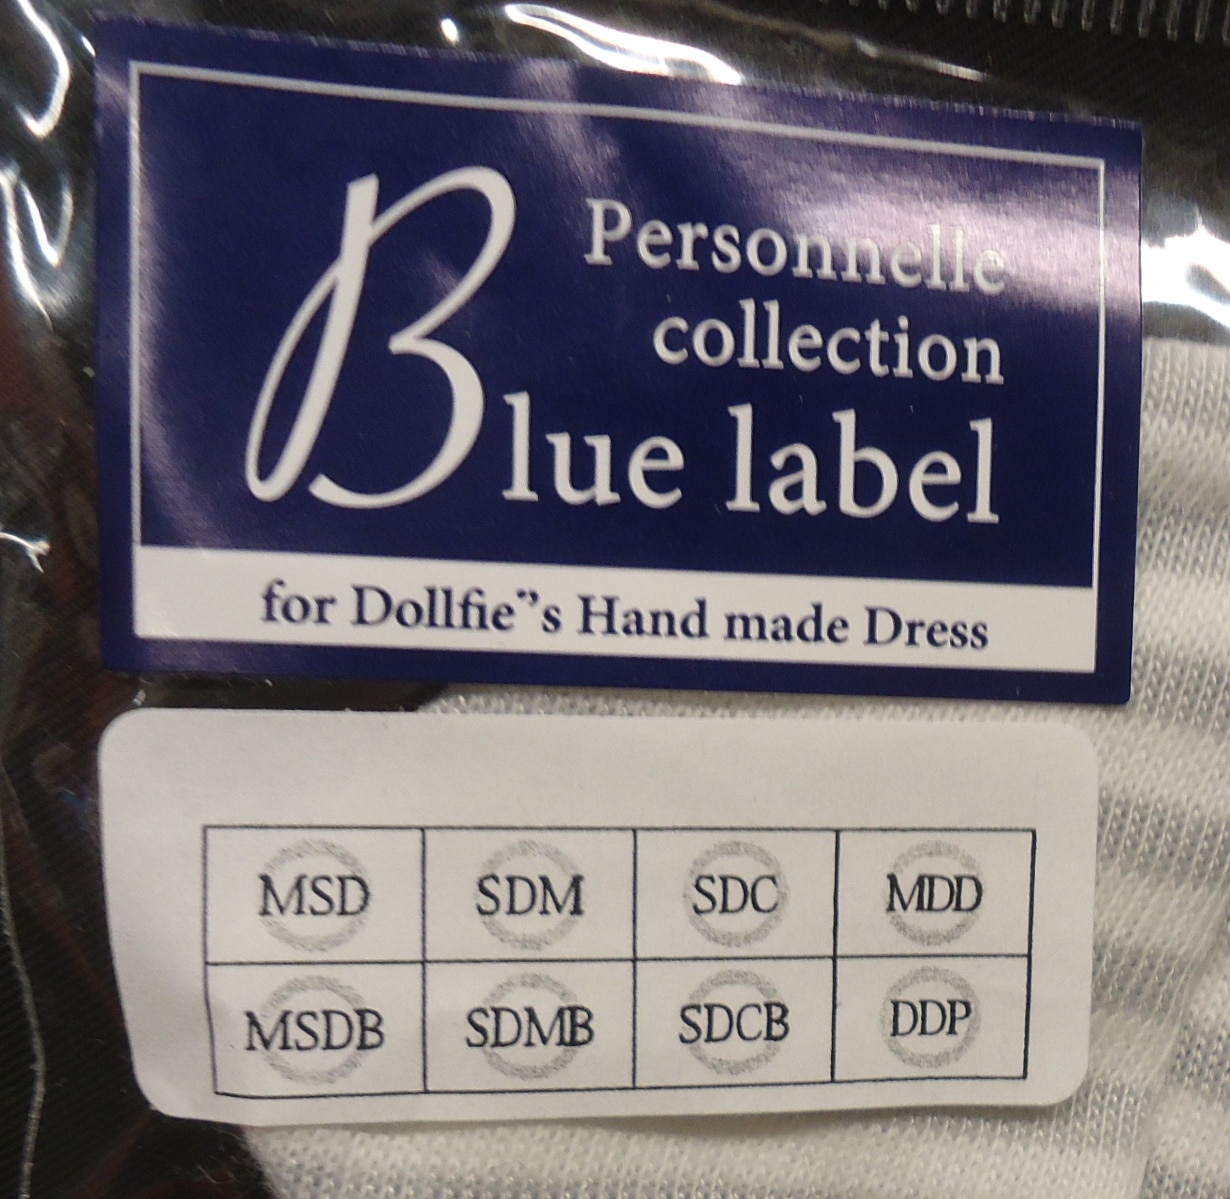 Personnelle
collection
Blue label
for Dollfie"s Hand made Dress
MSD SDM SDC MDD
MSDB SDMB SDCB DDP